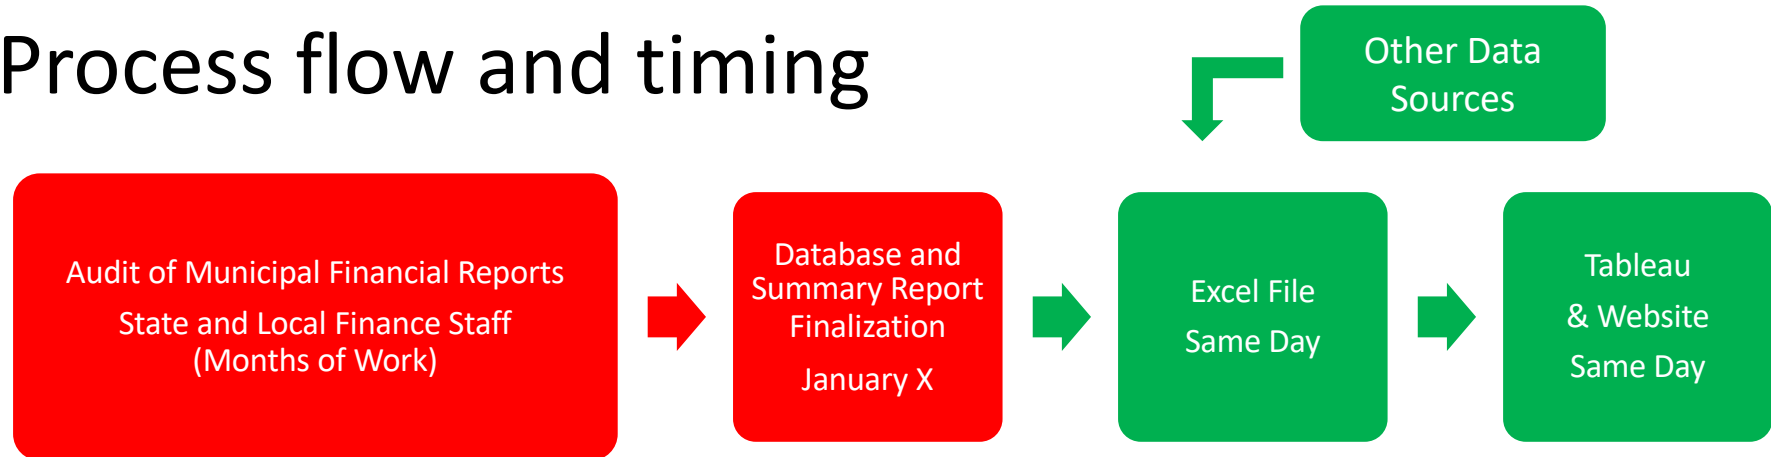 Process flow and timing
Other Data
Sources
Audit of Municipal Financial Reports
State and Local Finance Staff
(Months of Work)
Database and
Summary Report
Finalization
January X
Excel File
Same Day
Tableau
& Website
Same Day